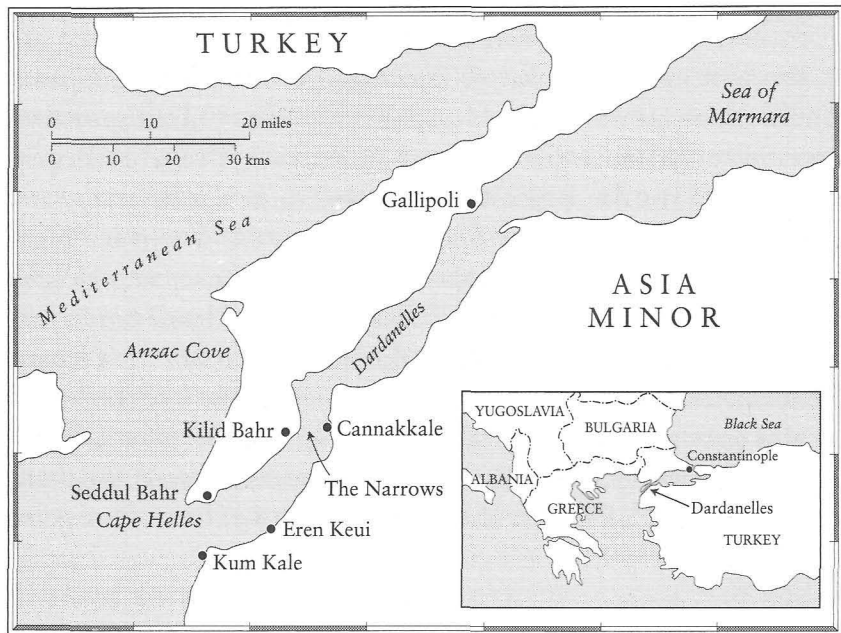 TURKEY
0 10 20 miles
0 10 20 30 kms
Sea of
Marmara
Gallipoli
Mediterranean Sea
ASIA
MINOR
Dardanelles
Anzac Cove
Kilid Bahr
Cannakkale
The Narrows
Seddul Bahr
Cape Helles
Eren Keui
Kum Kale
YUGOSLAVIA
BULGARIA
Black Sea
Constantinople
ALBANIA
GREECE
Dardanelles
TURKEY